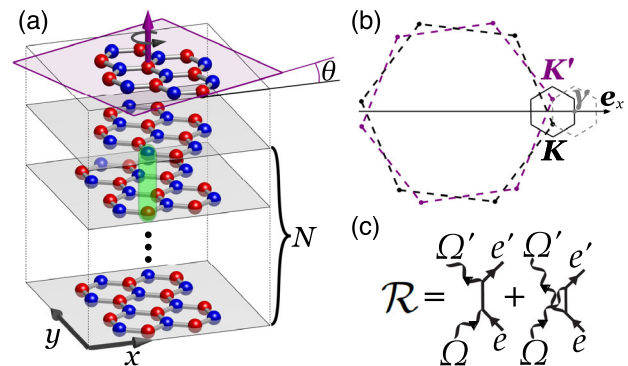 (a)
θ
N
y
x
(b)
K'
γ
e_x
K
(c)
Ω' e' Ω' e'
ℛ = +
Ω e Ω e